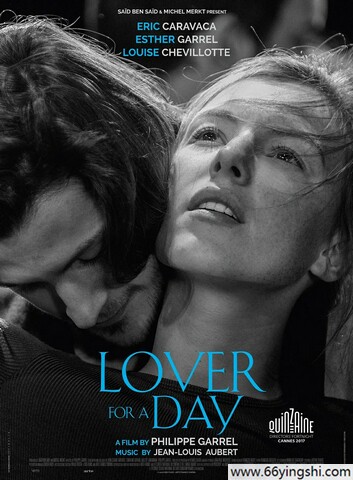 SAÏD BEN SAÏD & MICHEL MERKT PRESENT
ERIC CARAVACA
ESTHER GARREL
LOUISE CHEVILLOTTE
LOVER
FOR A DAY
QUINZAINE
DIRECTORS' FORTNIGHT
CANNES 2017
A FILM BY PHILIPPE GARREL
MUSIC BY JEAN-LOUIS AUBERT
www.66yingshi.com